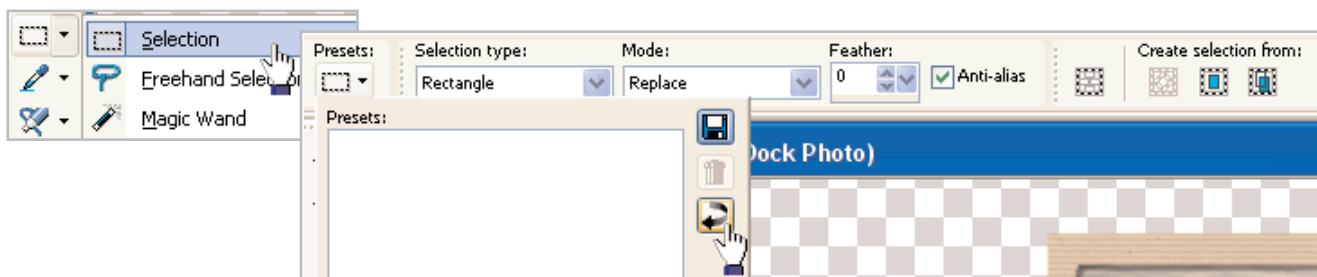 Selection
Freehand Selection
Magic Wand
Presets:
Selection type:
Mode:
Feather:
Create selection from:
Rectangle
Replace
0
Anti-alias
Presets:
Dock Photo)